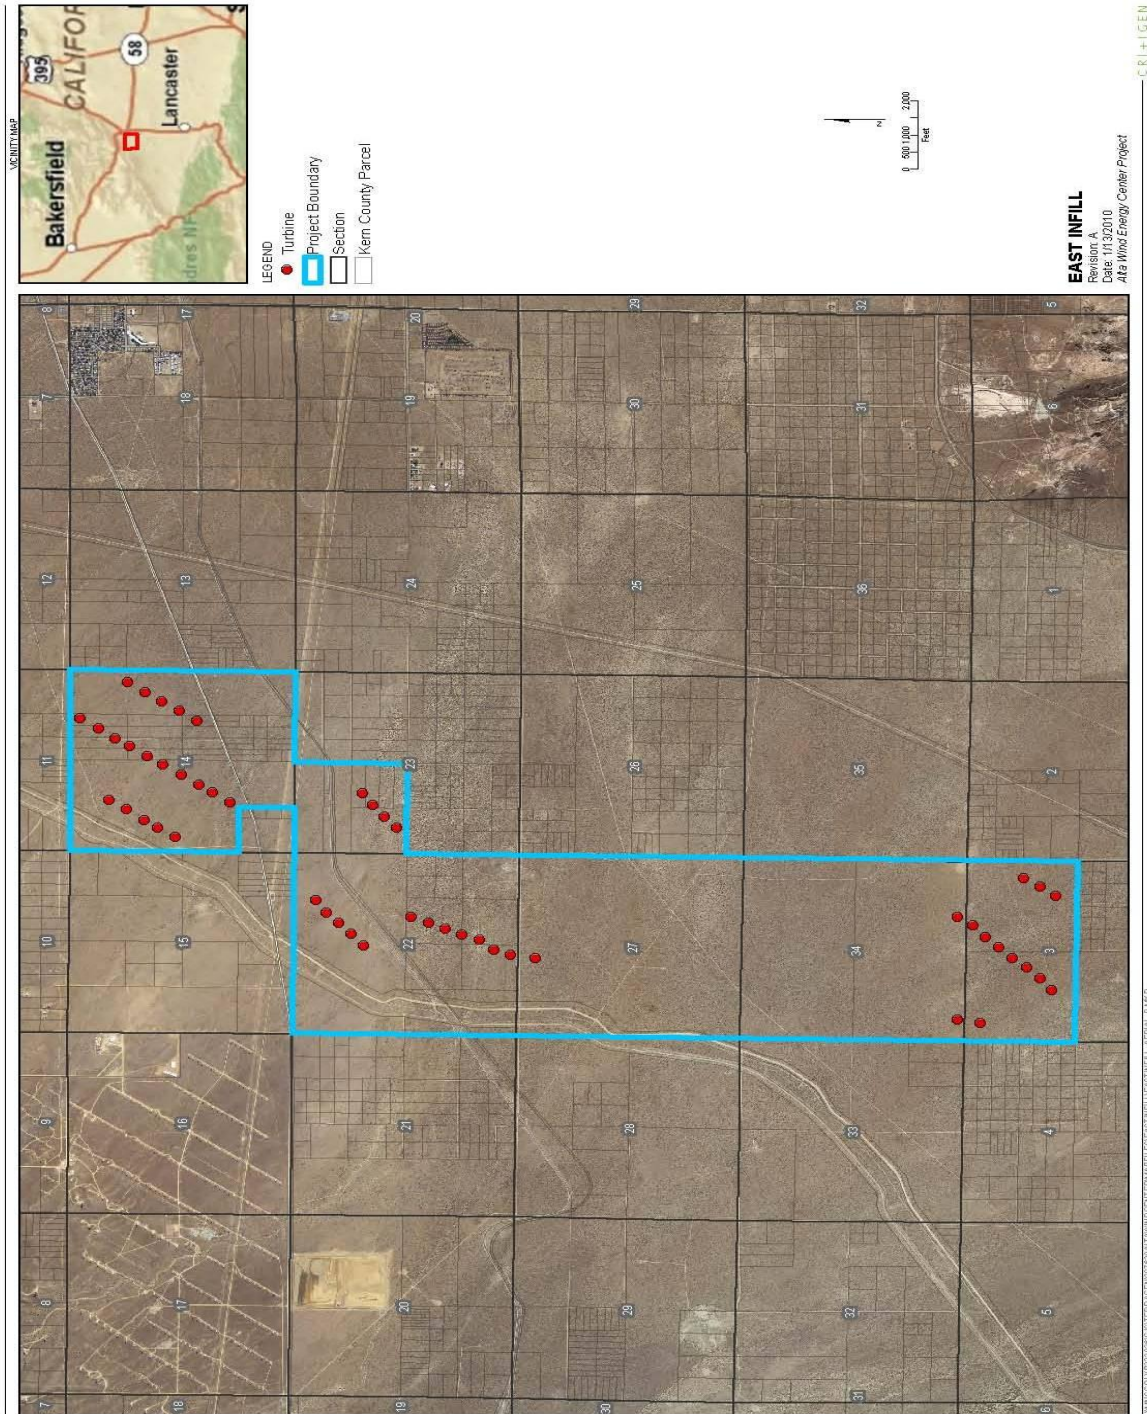 VICINITY MAP
395
CALIFOR
58
Bakersfield
Lancaster
dres NF
LEGEND
Turbine
Project Boundary
Section
Kern County Parcel
N
0 500 1,000 2,000
Feet
EAST INFILL
Revision: A
Date: 1/13/2010
Alta Wind Energy Center Project
CRITIGEN
7 8 9 10 11 12 7 8
18 17 16 15 14 13 18 17
19 20 21 22 23 24 19 20
30 29 28 27 26 25 30 29
31 32 33 34 35 36 31 32
6 5 4 3 2 1 6 5